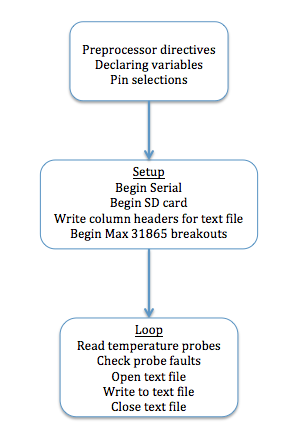 Preprocessor directives
Declaring variables
Pin selections
Setup
Begin Serial
Begin SD card
Write column headers for text file
Begin Max 31865 breakouts
Loop
Read temperature probes
Check probe faults
Open text file
Write to text file
Close text file